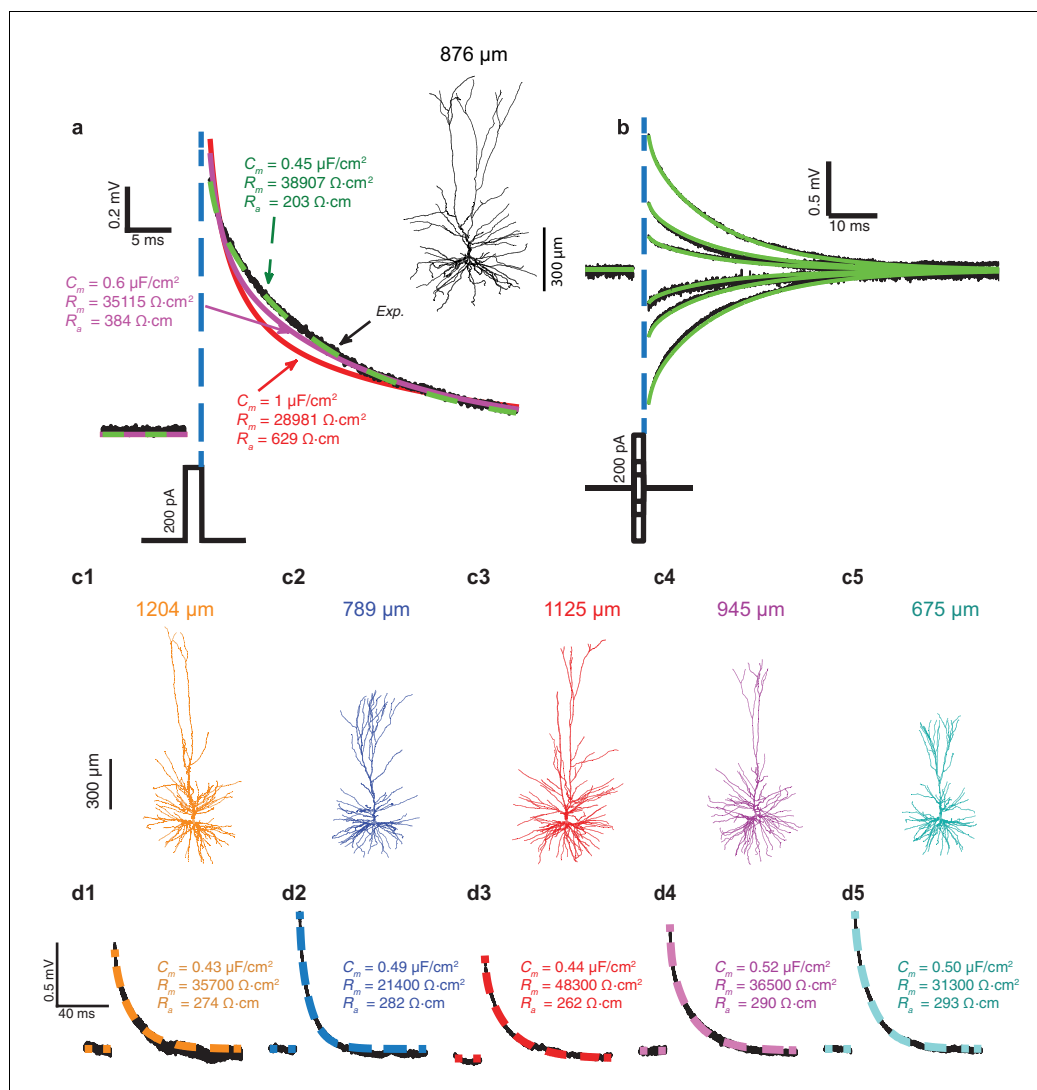 876 µm
a
b
C_m = 0.45 µF/cm²
R_m = 38907 Ω·cm²
R_a = 203 Ω·cm
0.2 mV
5 ms
0.5 mV
10 ms
300 µm
C_m = 0.6 µF/cm²
R_m = 35115 Ω·cm²
R_a = 384 Ω·cm
Exp.
C_m = 1 µF/cm²
R_m = 28981 Ω·cm²
R_a = 629 Ω·cm
200 pA
200 pA
c1
c2
c3
c4
c5
1204 µm
789 µm
1125 µm
945 µm
675 µm
300 µm
d1
d2
d3
d4
d5
0.5 mV
40 ms
C_m = 0.43 µF/cm²
R_m = 35700 Ω·cm²
R_a = 274 Ω·cm
C_m = 0.49 µF/cm²
R_m = 21400 Ω·cm²
R_a = 282 Ω·cm
C_m = 0.44 µF/cm²
R_m = 48300 Ω·cm²
R_a = 262 Ω·cm
C_m = 0.52 µF/cm²
R_m = 36500 Ω·cm²
R_a = 290 Ω·cm
C_m = 0.50 µF/cm²
R_m = 31300 Ω·cm²
R_a = 293 Ω·cm